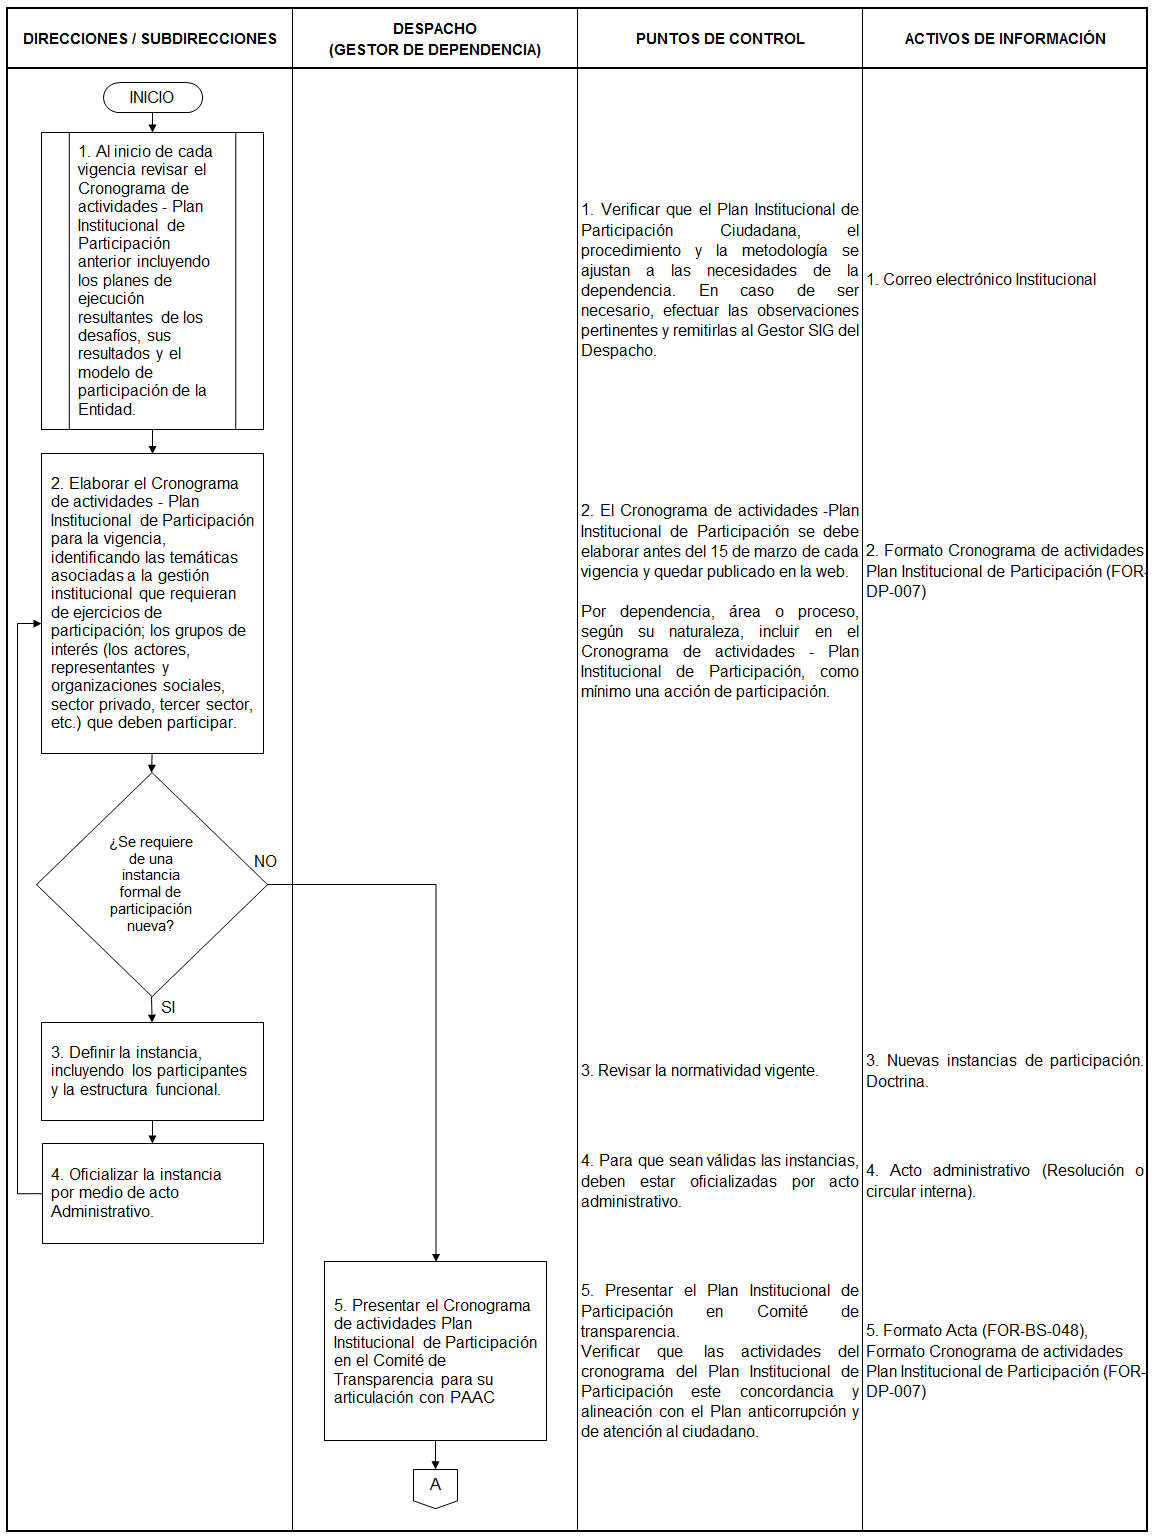 DIRECCIONES / SUBDIRECCIONES
DESPACHO
(GESTOR DE DEPENDENCIA)
PUNTOS DE CONTROL
ACTIVOS DE INFORMACIÓN
INICIO
1. Al inicio de cada
vigencia revisar el
Cronograma de
actividades - Plan
Institucional de
Participación
anterior incluyendo
los planes de
ejecución
resultantes de los
desafíos, sus
resultados y el
modelo de
participación de la
Entidad.
1. Verificar que el Plan Institucional de
Participación Ciudadana, el
procedimiento y la metodología se
ajustan a las necesidades de la
dependencia. En caso de ser
necesario, efectuar las observaciones
pertinentes y remitirlas al Gestor SIG del
Despacho.
1. Correo electrónico Institucional
2. Elaborar el Cronograma
de actividades - Plan
Institucional de Participación
para la vigencia,
identificando las temáticas
asociadas a la gestión
institucional que requieran
de ejercicios de
participación; los grupos de
interés (los actores,
representantes y
organizaciones sociales,
sector privado, tercer sector,
etc.) que deben participar.
2. El Cronograma de actividades -Plan
Institucional de Participación se debe
elaborar antes del 15 de marzo de cada
vigencia y quedar publicado en la web.
Por dependencia, área o proceso,
según su naturaleza, incluir en el
Cronograma de actividades - Plan
Institucional de Participación, como
mínimo una acción de participación.
2. Formato Cronograma de actividades
Plan Institucional de Participación (FOR-
DP-007)
¿Se requiere
de una
instancia
formal de
participación
nueva?
NO
SI
3. Definir la instancia,
incluyendo los participantes
y la estructura funcional.
3. Revisar la normatividad vigente.
3. Nuevas instancias de participación.
Doctrina.
4. Oficializar la instancia
por medio de acto
Administrativo.
4. Para que sean válidas las instancias,
deben estar oficializadas por acto
administrativo.
4. Acto administrativo (Resolución o
circular interna).
5. Presentar el Cronograma
de actividades Plan
Institucional de Participación
en el Comité de
Transparencia para su
articulación con PAAC
5. Presentar el Plan Institucional de
Participación en Comité de
transparencia.
Verificar que las actividades del
cronograma del Plan Institucional de
Participación este concordancia y
alineación con el Plan anticorrupción y
de atención al ciudadano.
5. Formato Acta (FOR-BS-048),
Formato Cronograma de actividades
Plan Institucional de Participación (FOR-
DP-007)
A